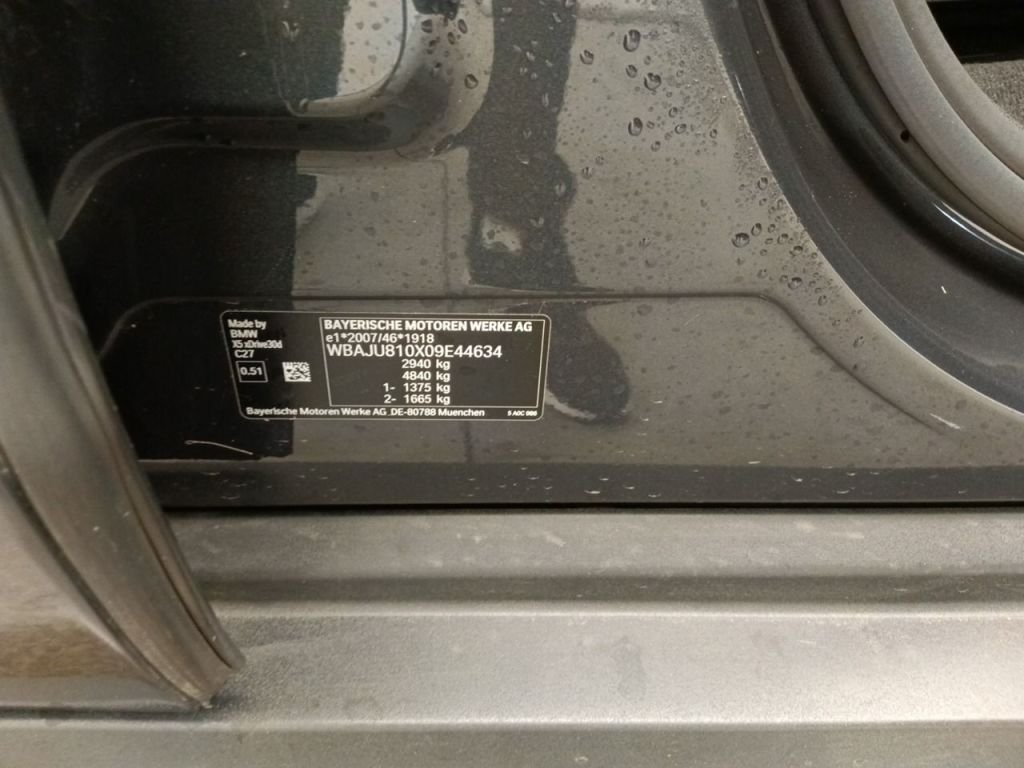 Made by
BMW
X5 xDrive30d
C27
0.51
BAYERISCHE MOTOREN WERKE AG
e1*2007/46*1918
WBAJU810X09E44634
2940 kg
4840 kg
1- 1375 kg
2- 1665 kg
Bayerische Motoren Werke AG DE-80788 Muenchen